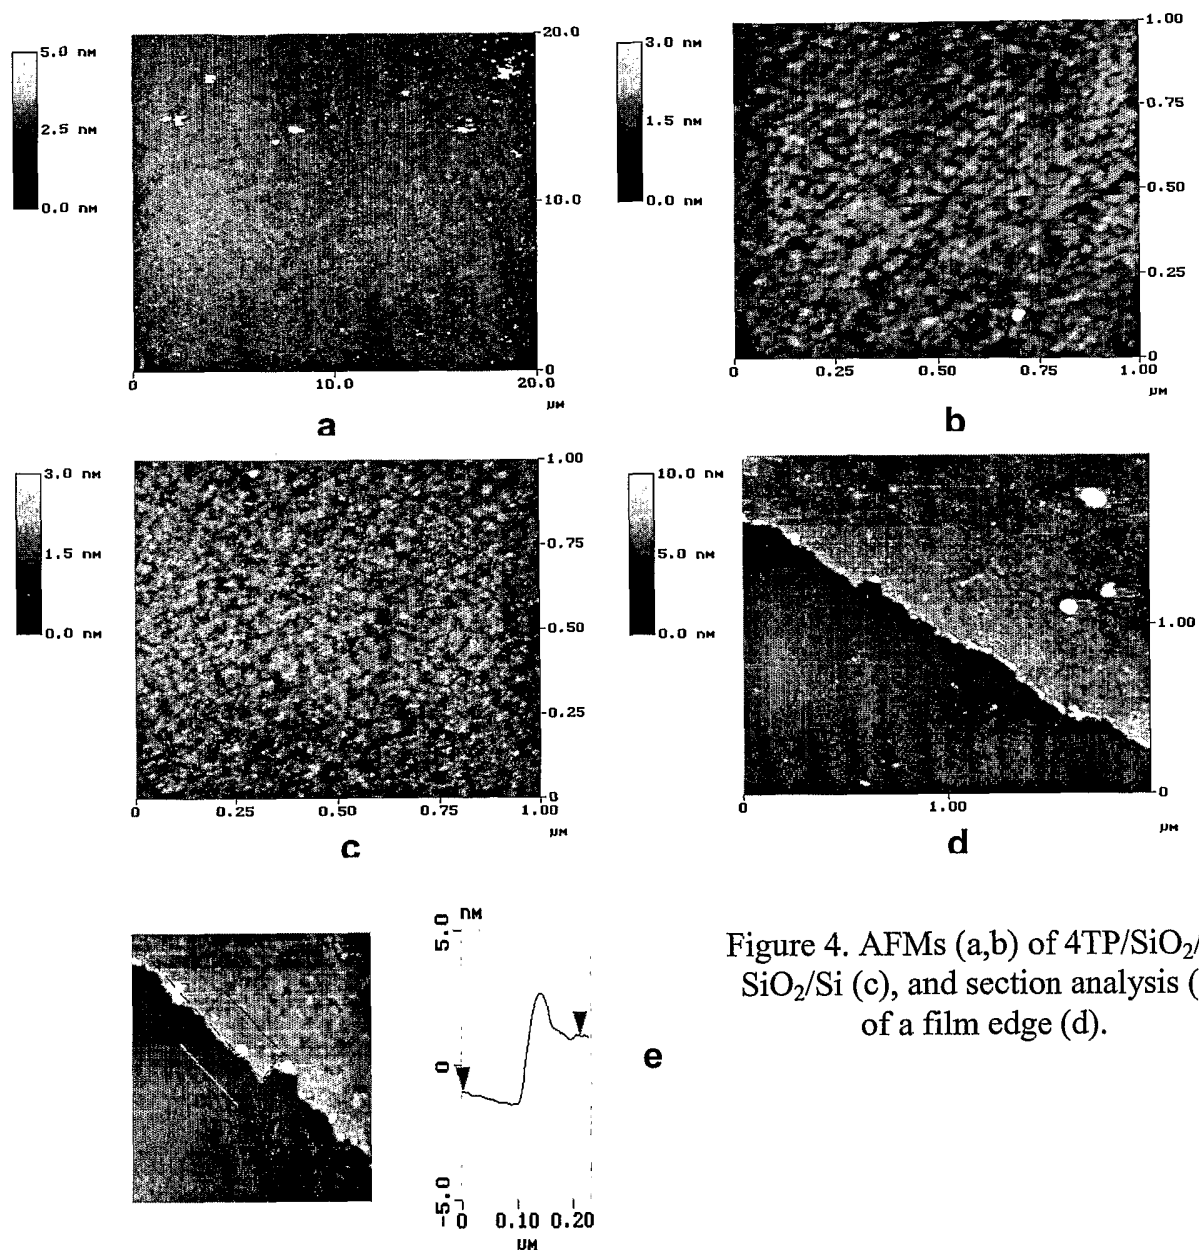 5.0 nm
2.5 nm
0.0 nm
20.0
10.0
0
0
10.0
20.0
µm
a
3.0 nm
1.5 nm
0.0 nm
1.00
0.75
0.50
0.25
0
0
0.25
0.50
0.75
1.00
µm
b
3.0 nm
1.5 nm
0.0 nm
1.00
0.75
0.50
0.25
0
0
0.25
0.50
0.75
1.00
µm
c
10.0 nm
5.0 nm
0.0 nm
1.00
0
0
1.00
µm
d
nm
5.0
0
-5.0
0
0.10
0.20
µm
e
Figure 4. AFMs (a,b) of 4TP/SiO₂/
SiO₂/Si (c), and section analysis (
of a film edge (d).